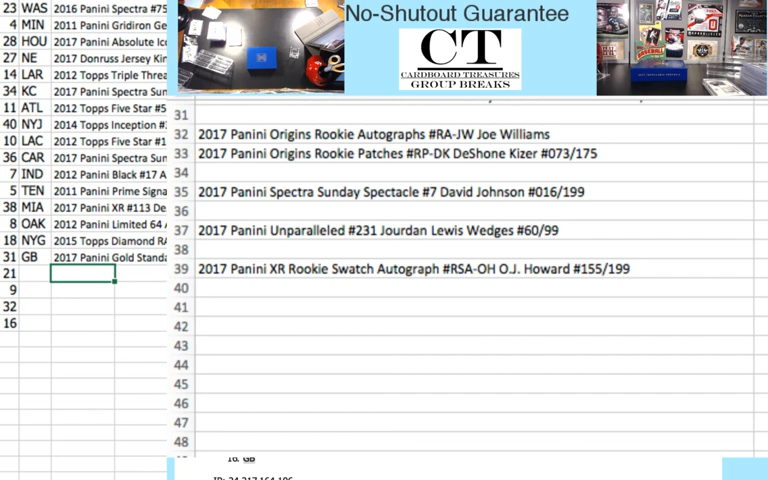 23 WAS 2016 Panini Spectra #75
4 MIN 2011 Panini Gridiron Ge
28 HOU 2017 Panini Absolute Ico
27 NE 2017 Donruss Jersey Kin
14 LAR 2012 Topps Triple Threa
34 KC 2017 Panini Spectra Sun
11 ATL 2012 Topps Five Star #5
40 NYJ 2014 Topps Inception #
10 LAC 2012 Topps Five Star #1
36 CAR 2017 Panini Spectra Sun
7 IND 2012 Panini Black #17 A
5 TEN 2011 Panini Prime Signa
38 MIA 2017 Panini XR #113 De
8 OAK 2012 Panini Limited 64
18 NYG 2015 Topps Diamond RA
31 GB 2017 Panini Gold Standa
21
9
32
16
No-Shutout Guarantee
CT
CARDBOARD TREASURES
GROUP BREAKS
31
32 2017 Panini Origins Rookie Autographs #RA-JW Joe Williams
33 2017 Panini Origins Rookie Patches #RP-DK DeShone Kizer #073/175
34
35 2017 Panini Spectra Sunday Spectacle #7 David Johnson #016/199
36
37 2017 Panini Unparalleled #231 Jourdan Lewis Wedges #60/99
38
39 2017 Panini XR Rookie Swatch Autograph #RSA-OH O.J. Howard #155/199
40
41
42
43
44
45
46
47
48
16. GB